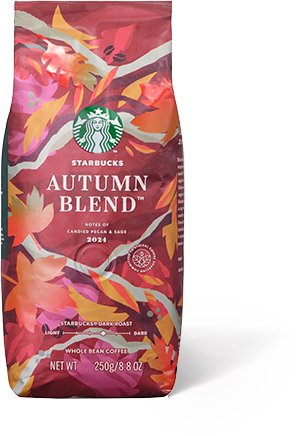 STARBUCKS
AUTUMN
BLEND™
NOTES OF
CANDIED PECAN & SAGE
2024
STARBUCKS® DARK ROAST
LIGHT DARK
WHOLE BEAN COFFEE
NET WT 250g/8.8 OZ